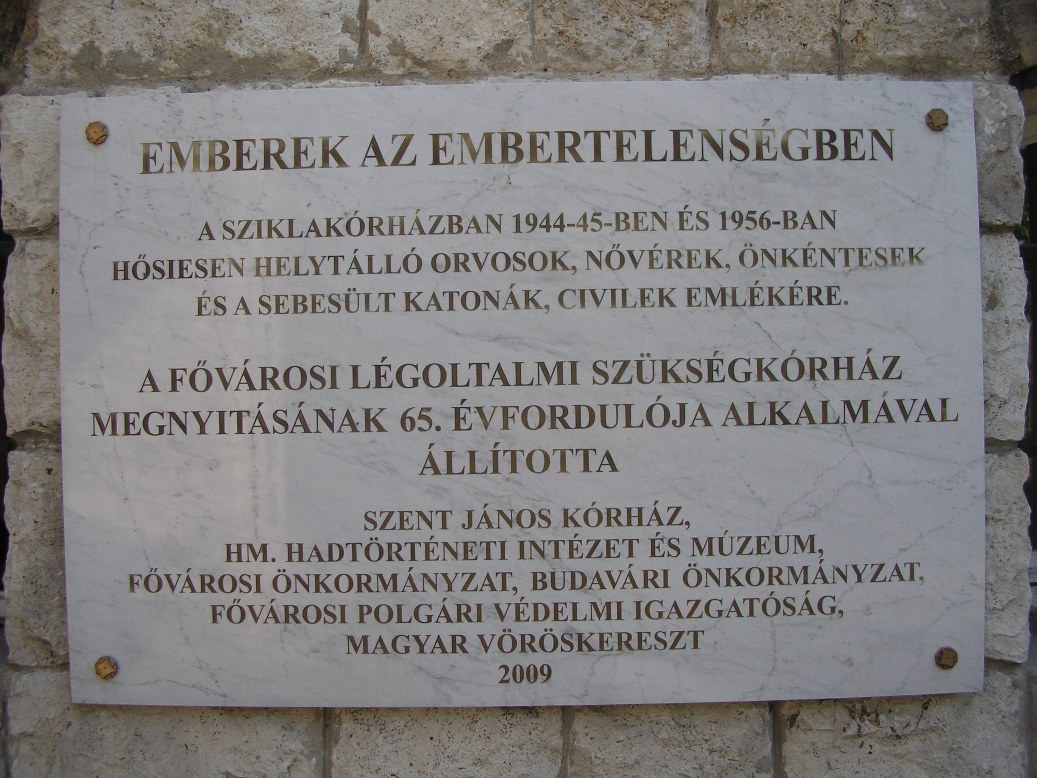 EMBEREK AZ EMBERTELENSÉGBEN
A SZIKLAKÓRHÁZBAN 1944-45-BEN ÉS 1956-BAN
HŐSIESEN HELYTÁLLÓ ORVOSOK, NŐVÉREK, ÖNKÉNTESEK
ÉS A SEBESÜLT KATONÁK, CIVILEK EMLÉKÉRE.
A FŐVÁROSI LÉGOLTALMI SZÜKSÉGKÓRHÁZ
MEGNYITÁSÁNAK 65. ÉVFORDULÓJA ALKALMÁVAL
ÁLLÍTOTTA
SZENT JÁNOS KÓRHÁZ,
HM. HADTÖRTÉNETI INTÉZET ÉS MÚZEUM,
FŐVÁROSI ÖNKORMÁNYZAT, BUDAVÁRI ÖNKORMÁNYZAT,
FŐVÁROSI POLGÁRI VÉDELMI IGAZGATÓSÁG,
MAGYAR VÖRÖSKERESZT
2009